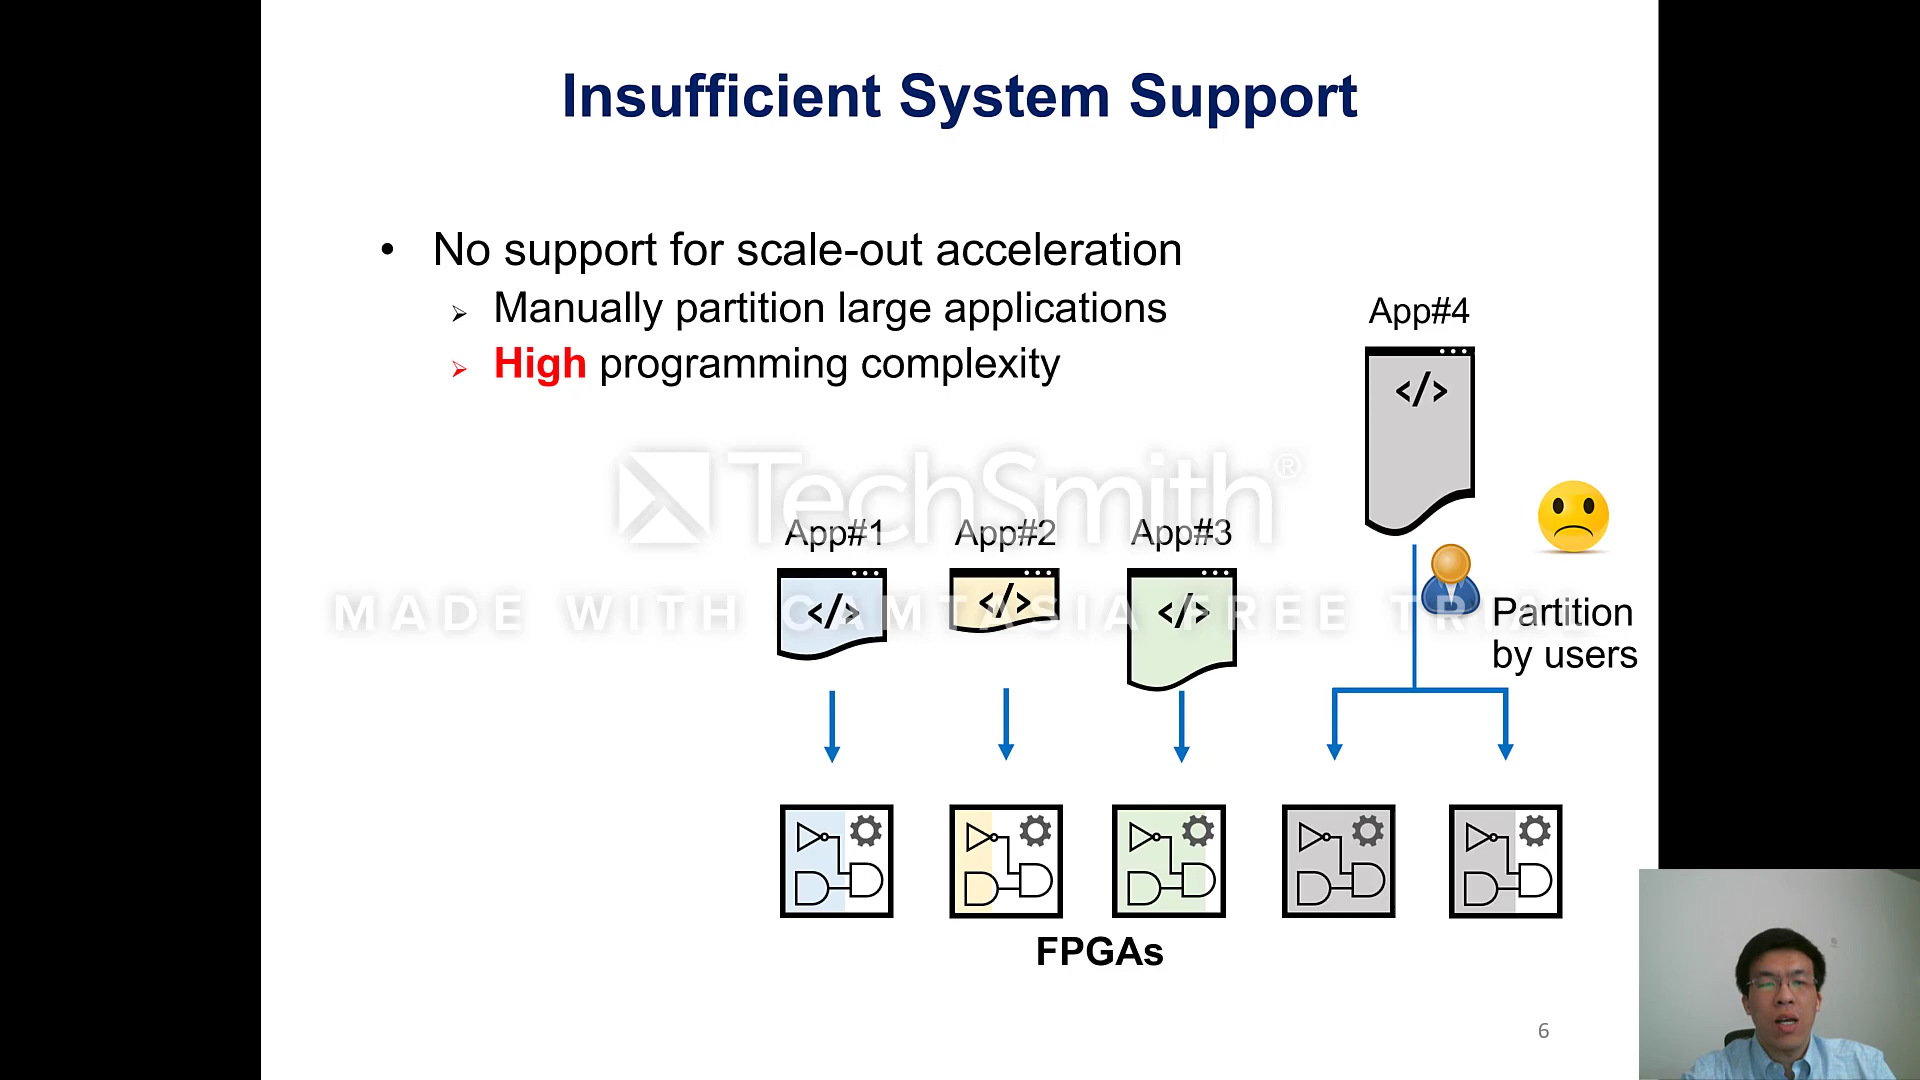 Insufficient System Support
• No support for scale-out acceleration
➢ Manually partition large applications
➢ High programming complexity
App#4
</>
TechSmith®
App#1
App#2
App#3
</>
</>
</>
MADE WITH CAMTASIA FREE TRIAL
Partition
by users
FPGAs
6